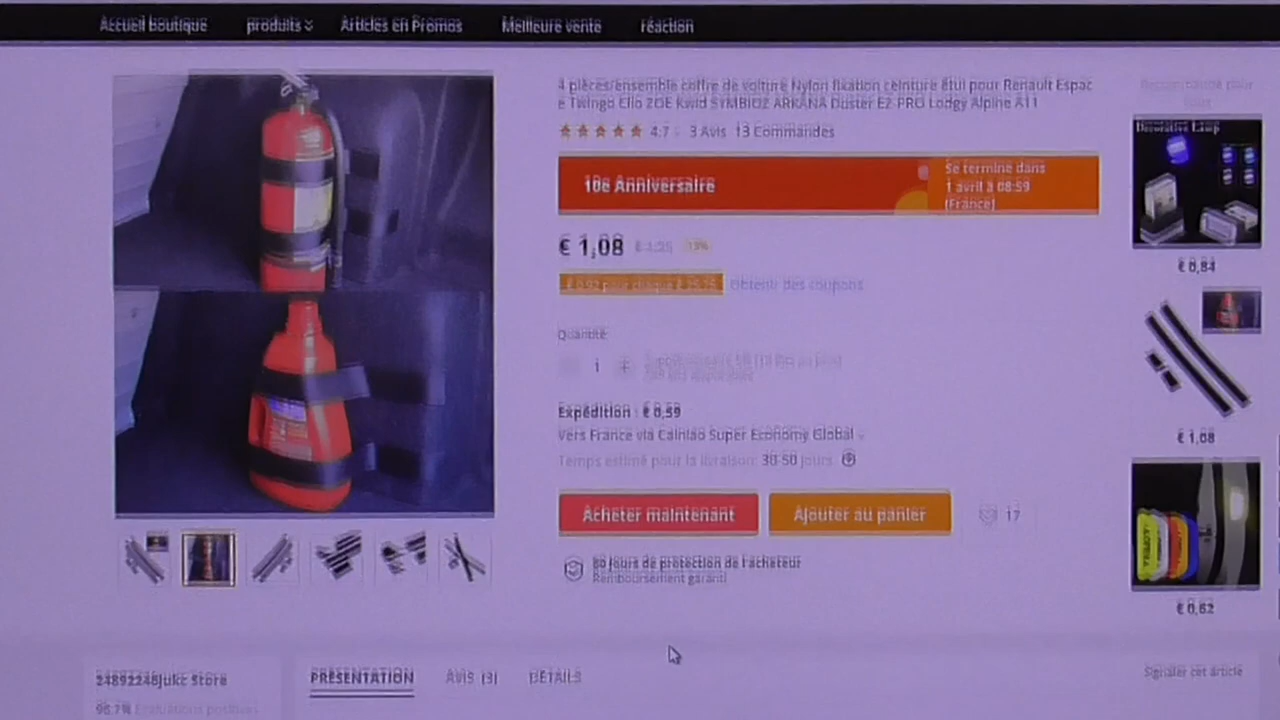 Accueil boutique
produits
Articles en Promos
Meilleure vente
réaction
4 pièces/ensemble coffre de voiture Nylon fixation ceinture étui pour Renault Espac
e Twingo Clio ZOE Kwid SYMBIOZ ARKANA Duster EZ-PRO Lodgy Alpine A11
4.7
3 Avis
13 Commandes
10e Anniversaire
Se termine dans
1 avril à 08:59
(France)
€ 1,08
Obtenir des coupons
Quantité:
1
Expédition : € 0,59
Vers France via Cainiao Super Economy Global
Temps estimé pour la livraison: 30-50 jours
Acheter maintenant
Ajouter au panier
17
60 Jours de protection de l'acheteur
Remboursement garanti
Decorative Lamp
€ 0,84
€ 1,08
€ 0,62
Signaler cet article
PRÉSENTATION
AVIS (3)
DÉTAILS